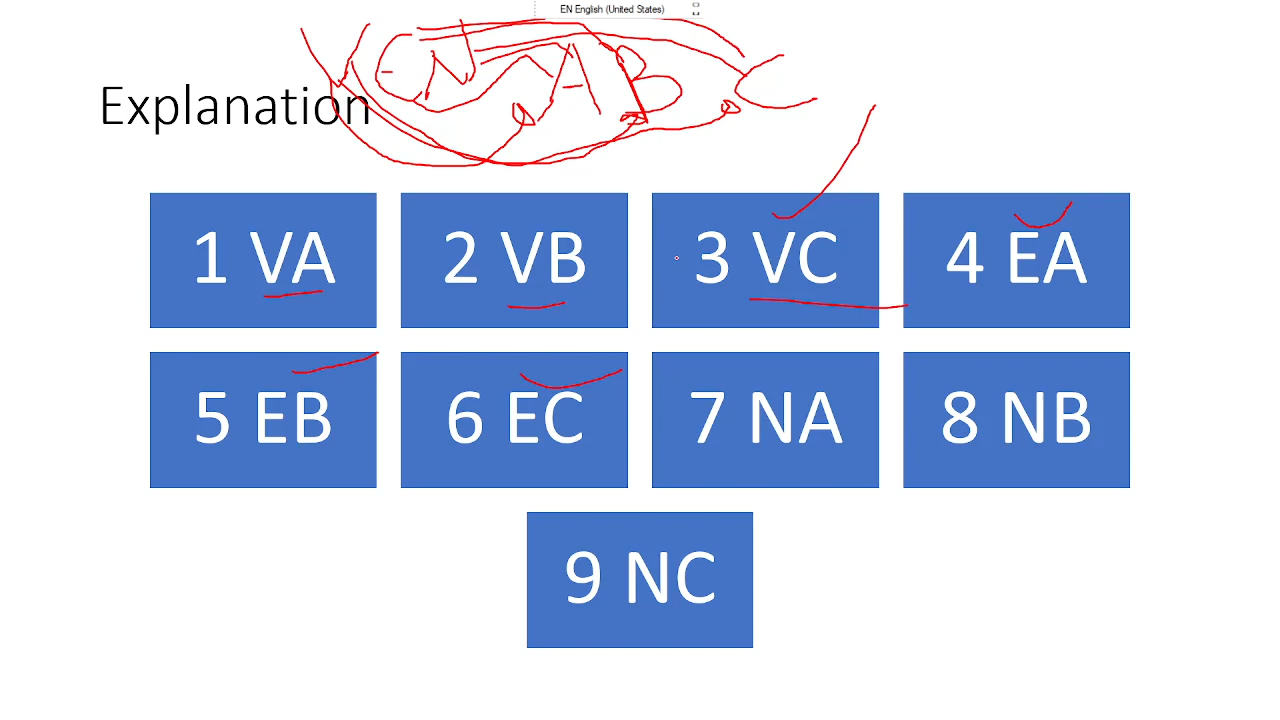 EN English (United States)
V E N A B C
Explanation
1 VA
2 VB
3 VC
4 EA
5 EB
6 EC
7 NA
8 NB
9 NC